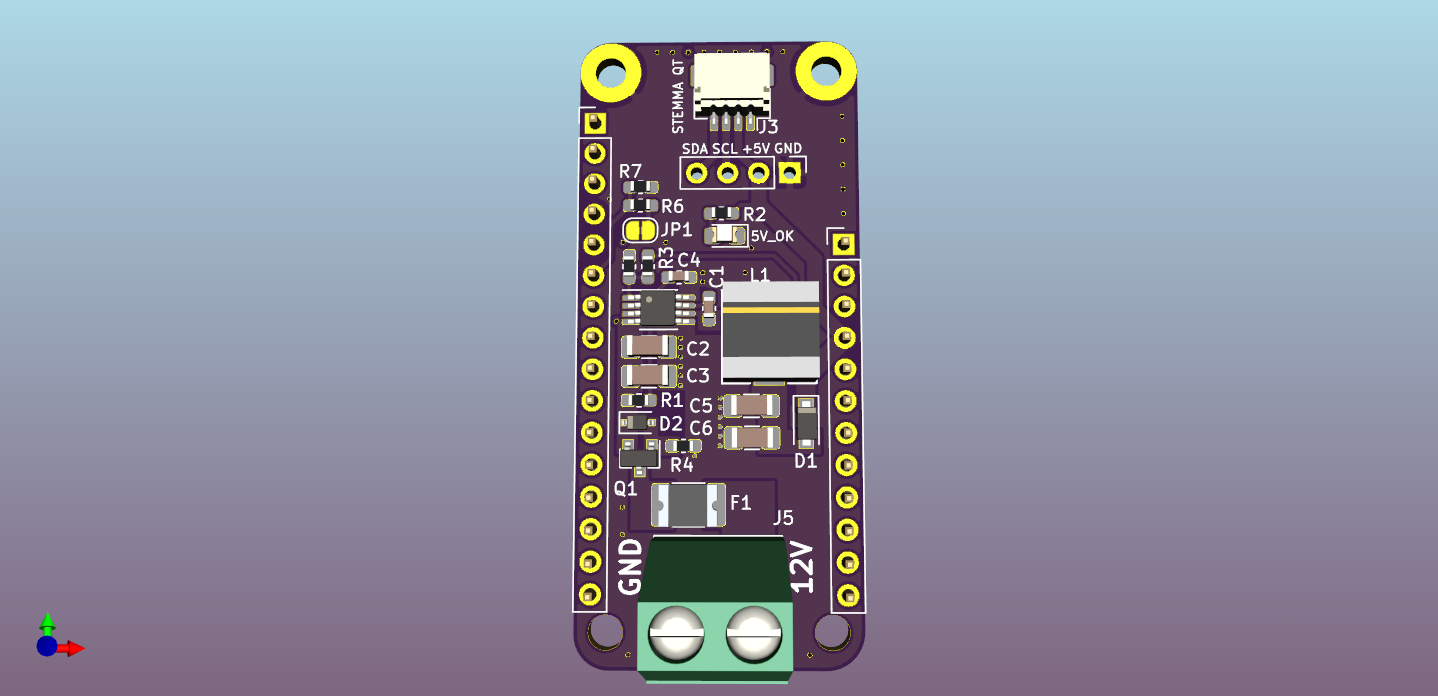 STEMMA QT
J3
SDA SCL +5V GND
R7
R6
R2
JP1
5V_OK
R3
C4
C1
L1
C2
C3
R1
C5
D2
C6
R4
D1
Q1
F1
J5
GND
12V